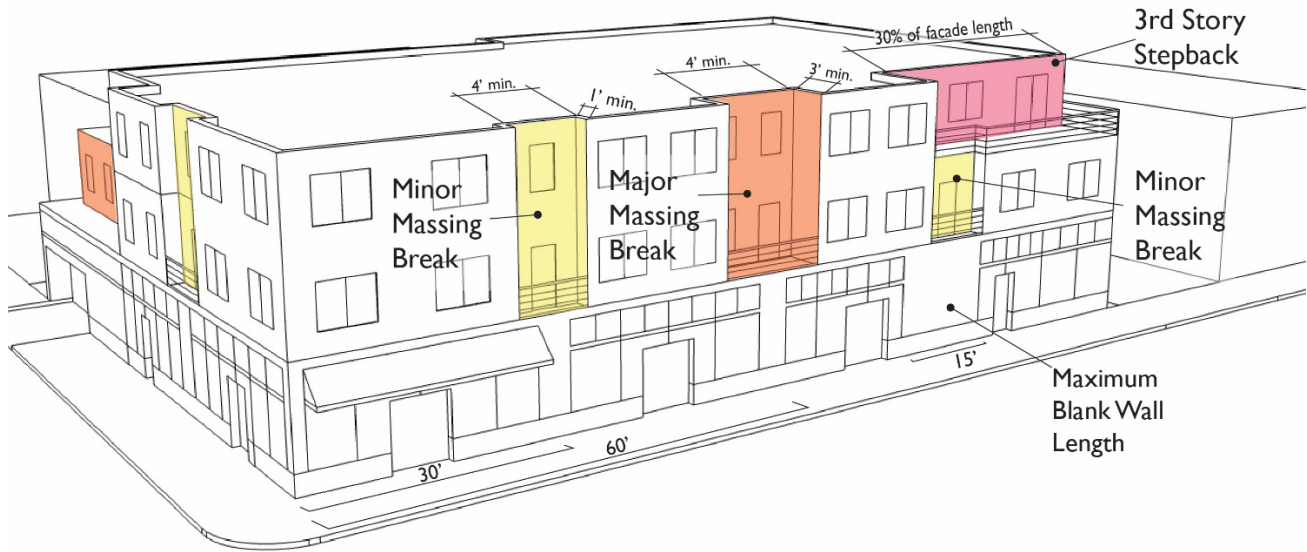 3rd Story
Stepback
30% of facade length
4' min.
1' min.
4' min.
3' min.
Minor
Massing
Break
Major
Massing
Break
Minor
Massing
Break
15'
Maximum
Blank Wall
Length
30'
60'